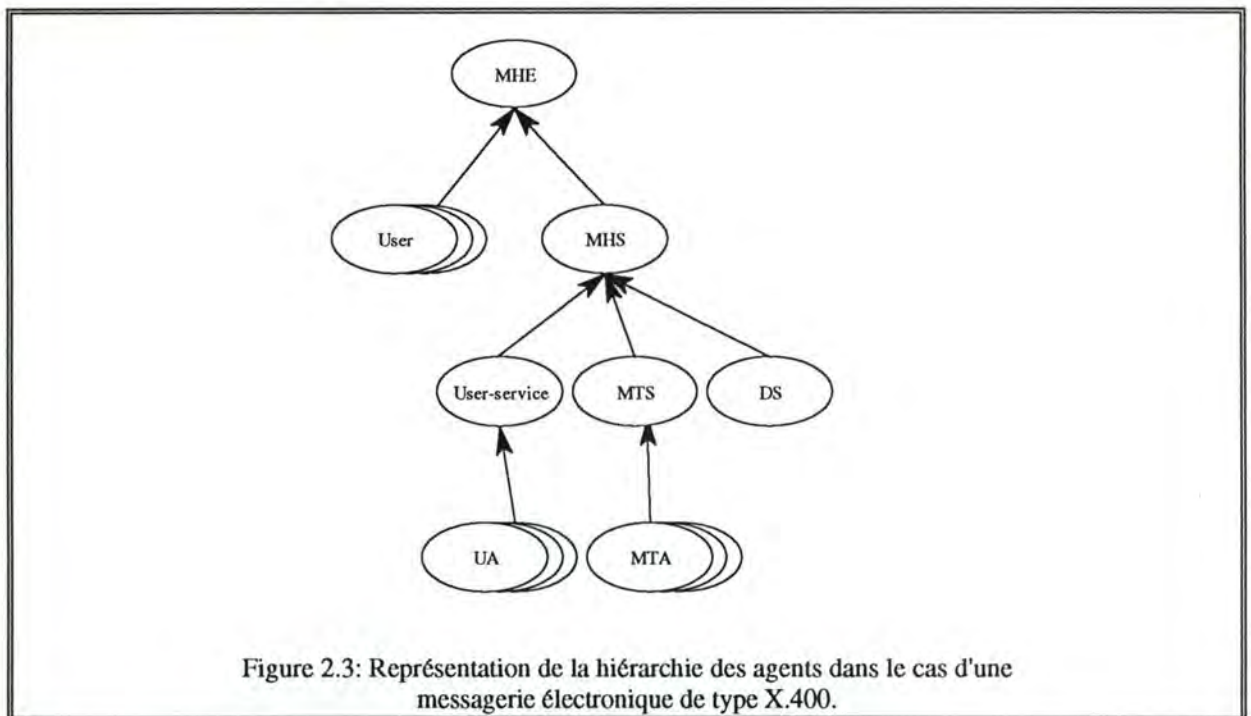 MHE
User
MHS
User-service
MTS
DS
UA
MTA
Figure 2.3: Représentation de la hiérarchie des agents dans le cas d'une
messagerie électronique de type X.400.